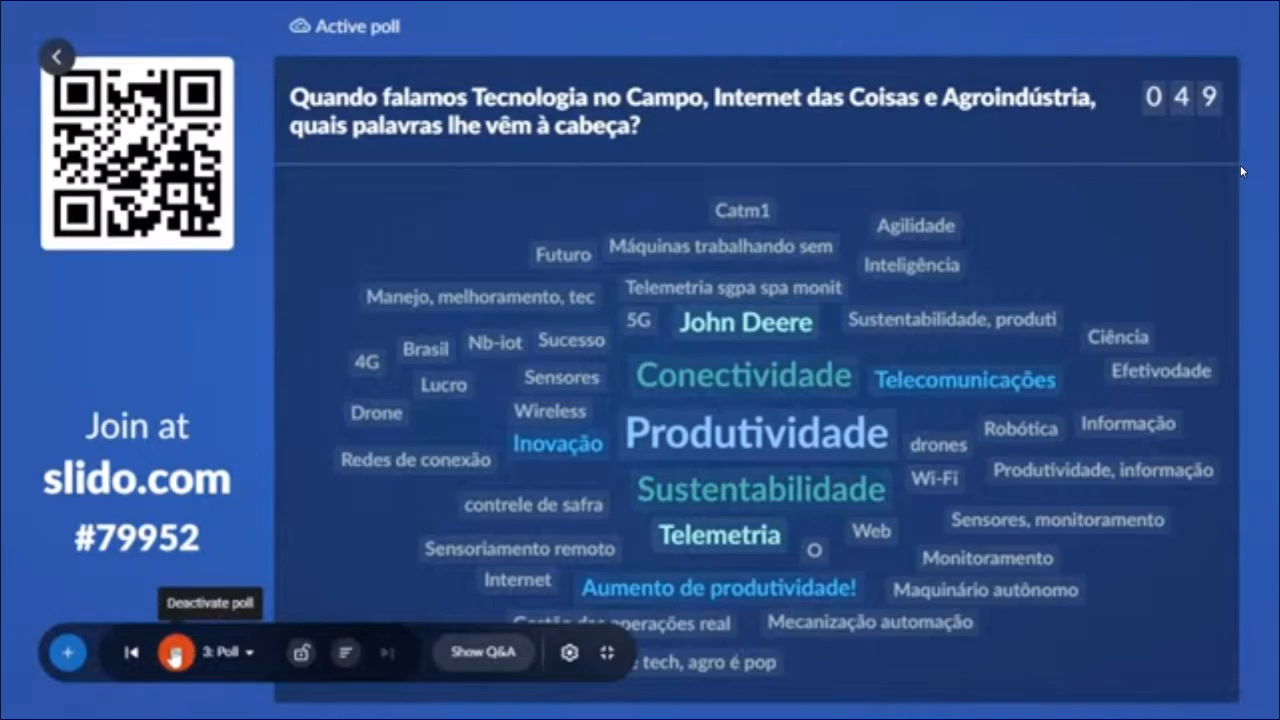 Active poll
Quando falamos Tecnologia no Campo, Internet das Coisas e Agroindústria,
quais palavras lhe vêm à cabeça?
0 4 9
Catm1
Agilidade
Futuro
Máquinas trabalhando sem
Inteligência
Manejo, melhoramento, tec
Telemetria sgpa spa monit
5G
John Deere
Sustentabilidade, produti
Ciência
4G
Brasil
Nb-iot
Sucesso
Conectividade
Telecomunicações
Efetivodade
Lucro
Sensores
Drone
Wireless
Produtividade
Robótica
Informação
Inovação
drones
Redes de conexão
Wi-Fi
Produtividade, informação
Sustentabilidade
controle de safra
Sensores, monitoramento
Telemetria
Web
O
Sensoriamento remoto
Monitoramento
Internet
Aumento de produtividade!
Maquinário autônomo
operações real
Mecanização automação
tech, agro é pop
Join at
slido.com
#79952
Deactivate poll
3: Poll
Show Q&A